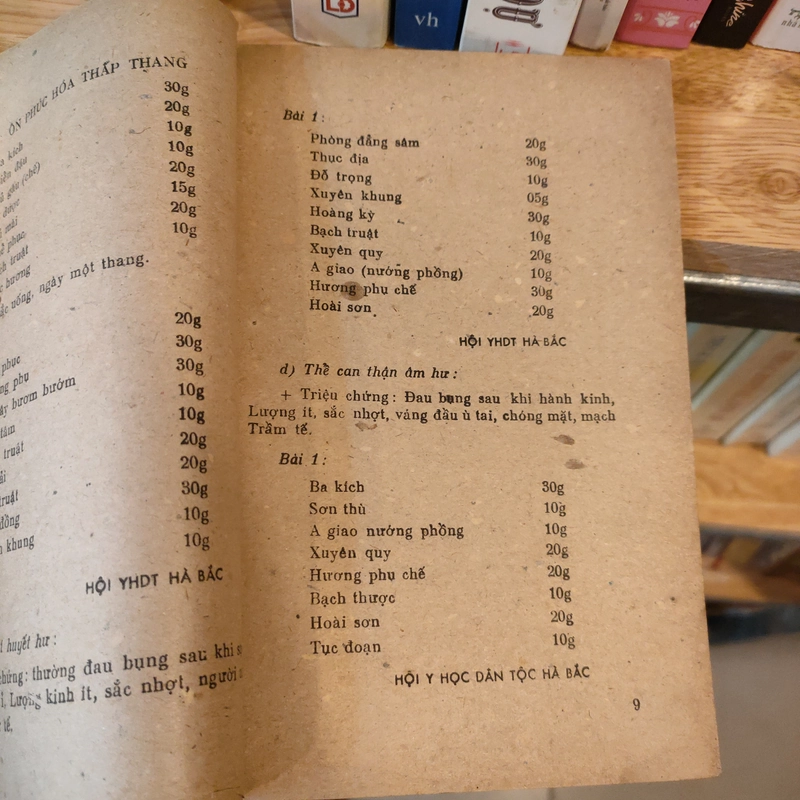 vh
ÔN PHỤC HÓA THẤP THANG
30g
20g
10g
10g
20g
15g
20g
10g
uống, ngày một thang.
20g
30g
30g
10g
10g
20g
20g
30g
10g
khung 10g
HỘI YHDT HÀ BẮC
huyết hư :
chứng: thường đau bụng sau khi
Lượng kinh ít, sắc nhợt, người
tế.
Bài 1 :
Phòng đẳng sâm 20g
Thục địa 30g
Đỗ trọng 10g
Xuyên khung 05g
Hoàng kỳ 30g
Bạch truật 10g
Xuyên quy 20g
A giao (nướng phồng) 10g
Hương phụ chế 30g
Hoài sơn 20g
HỘI YHDT HÀ BẮC
d) Thể can thận âm hư :
+ Triệu chứng : Đau bụng sau khi hành kinh,
Lượng ít, sắc nhợt, váng đầu ù tai, chóng mặt, mạch
Trầm tế.
Bài 1 :
Ba kích 30g
Sơn thù 10g
A giao nướng phồng 10g
Xuyên quy 20g
Hương phụ chế 20g
Bạch thược 10g
Hoài sơn 20g
Tục đoạn 10g
HỘI Y HỌC DÂN TỘC HÀ BẮC
9